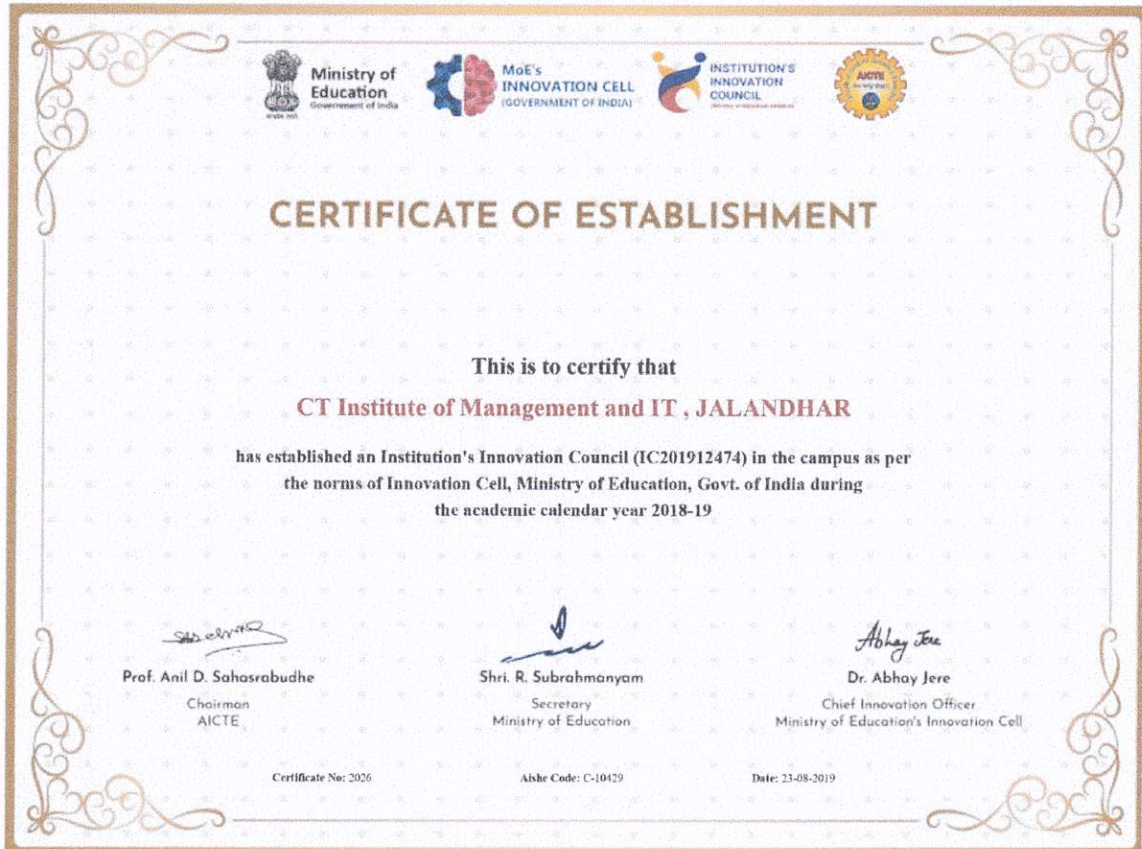 Ministry of
Education
Government of India
MoE's
INNOVATION CELL
(GOVERNMENT OF INDIA)
INSTITUTION'S
INNOVATION
COUNCIL
AICTE
CERTIFICATE OF ESTABLISHMENT
This is to certify that
CT Institute of Management and IT , JALANDHAR
has established an Institution's Innovation Council (IC201912474) in the campus as per
the norms of Innovation Cell, Ministry of Education, Govt. of India during
the academic calendar year 2018-19
Abhay Jere
Prof. Anil D. Sahasrabudhe
Shri. R. Subrahmanyam
Dr. Abhay Jere
Chairman
Secretary
Chief Innovation Officer
AICTE
Ministry of Education
Ministry of Education's Innovation Cell
Certificate No: 2026
Aishe Code: C-10429
Date: 23-08-2019